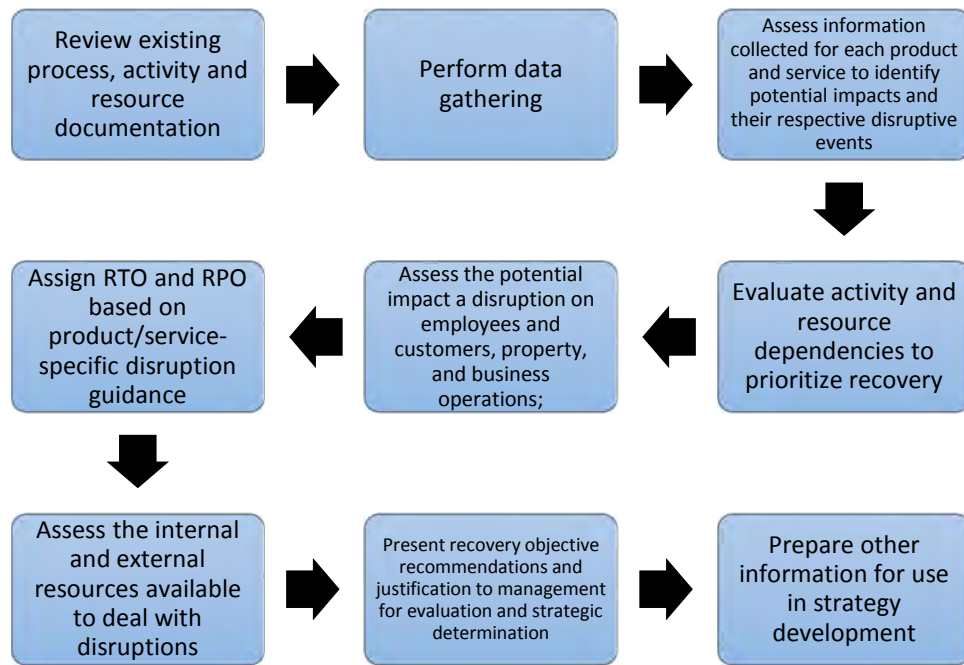 Review existing
process, activity and
resource
documentation
Perform data
gathering
Assess information
collected for each product
and service to identify
potential impacts and
their respective disruptive
events
Evaluate activity and
resource
dependencies to
prioritize recovery
Assess the potential
impact a disruption on
employees and
customers, property,
and business
operations;
Assign RTO and RPO
based on
product/service-
specific disruption
guidance
Assess the internal
and external
resources available
to deal with
disruptions
Present recovery objective
recommendations and
justification to management
for evaluation and strategic
determination
Prepare other
information for use
in strategy
development